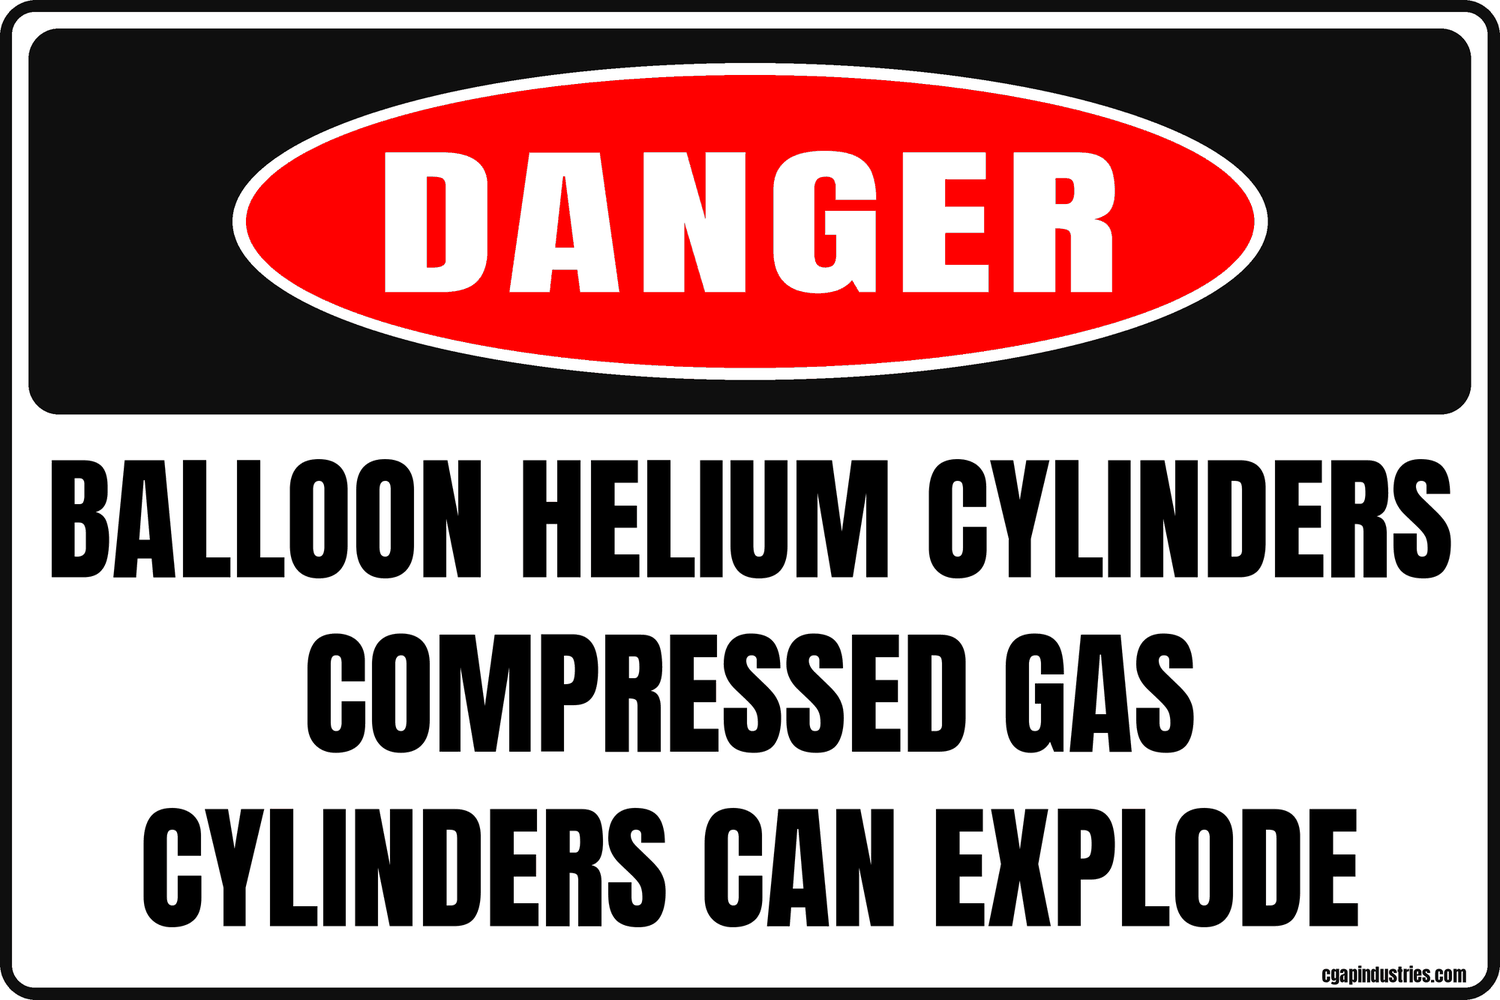 DANGER
BALLOON HELIUM CYLINDERS
COMPRESSED GAS
CYLINDERS CAN EXPLODE
cgapindustries.com